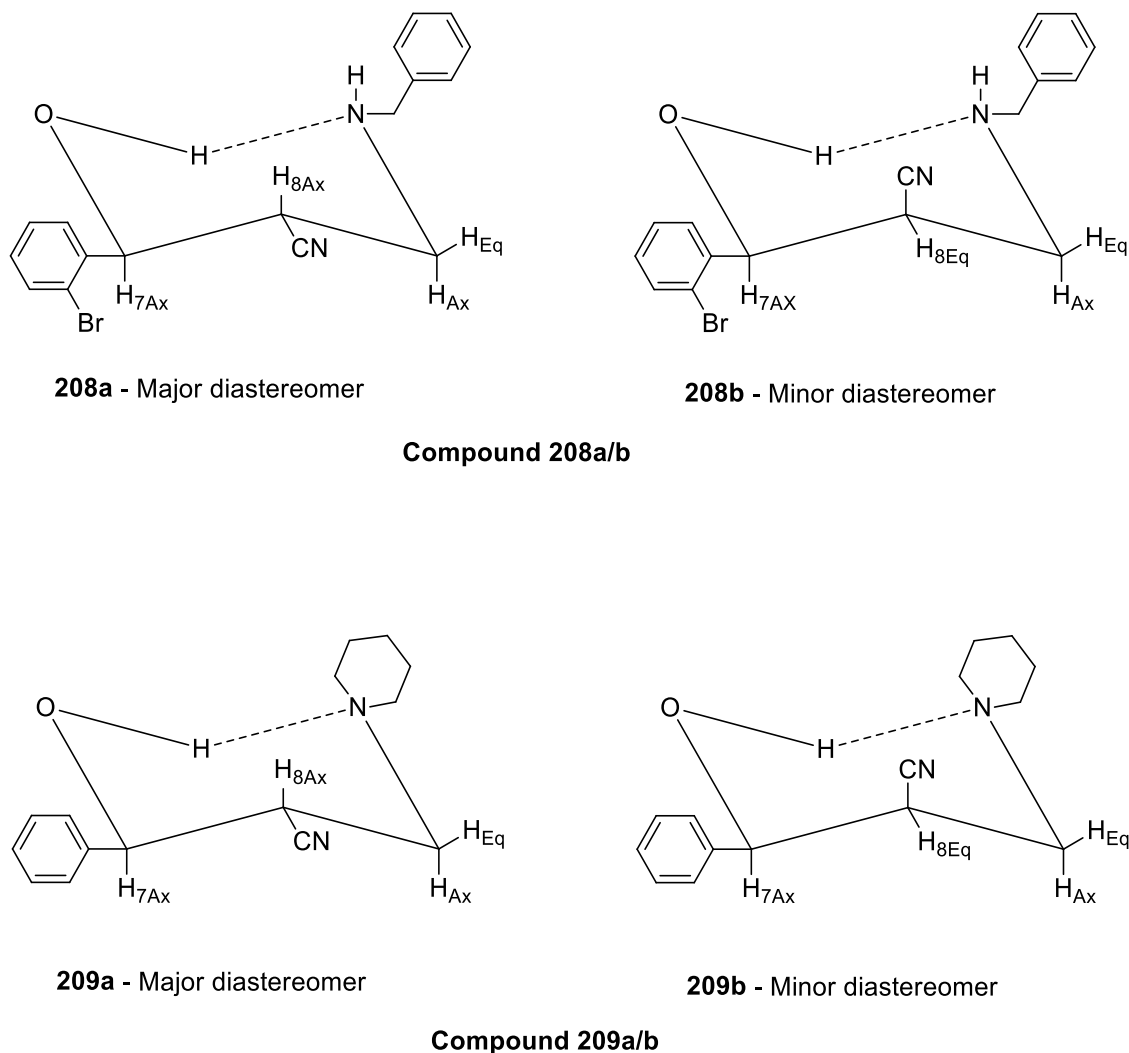 H
O
N
H
H8Ax
CN
HEq
H7Ax
HAx
Br
208a - Major diastereomer
H
O
N
H
CN
HEq
H8Eq
H7AX
HAx
Br
208b - Minor diastereomer
Compound 208a/b
O
N
H
H8Ax
CN
HEq
H7Ax
HAx
209a - Major diastereomer
O
N
H
CN
HEq
H8Eq
H7Ax
HAx
209b - Minor diastereomer
Compound 209a/b